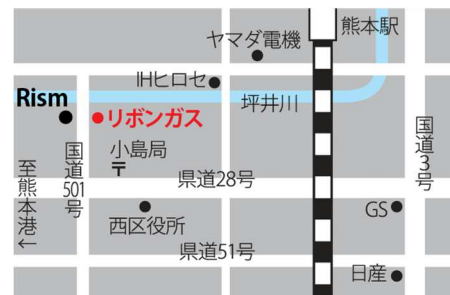 熊本駅
ヤマダ電機
IHヒロセ
Rism
坪井川
リボンガス
国道501号
小島局
〒
国道3号
県道28号
至熊本港←
西区役所
GS
県道51号
日産